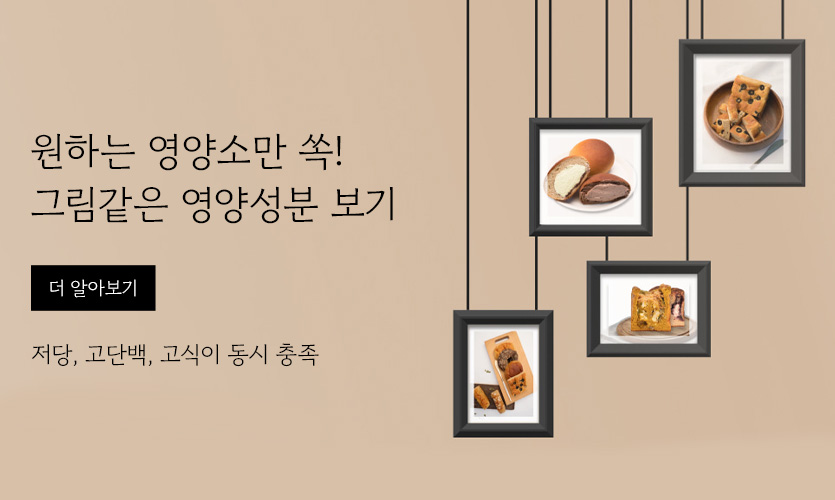 원하는 영양소만 쏙!
그림같은 영양성분 보기
더 알아보기
저당, 고단백, 고식이 동시 충족